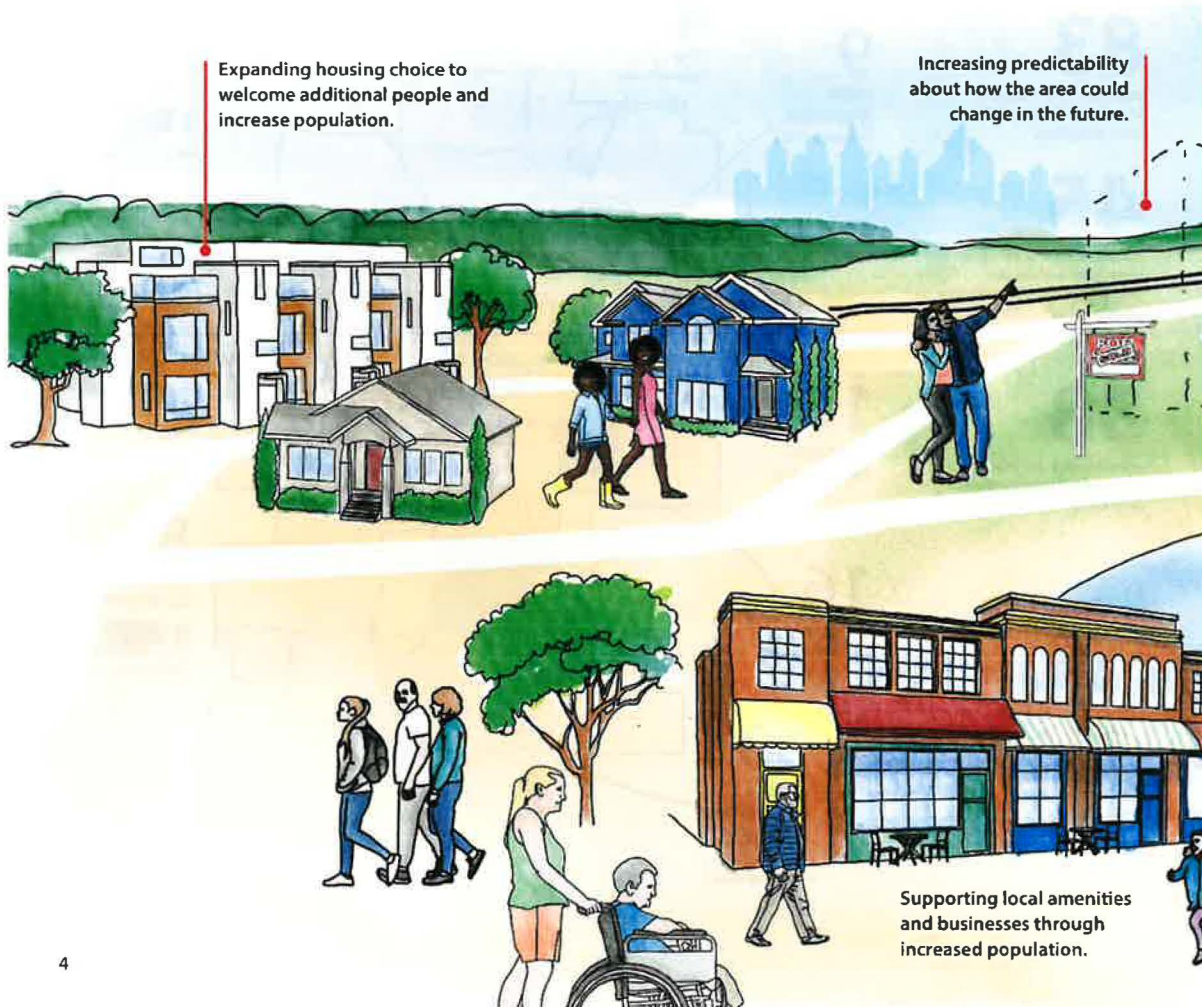 Expanding housing choice to
welcome additional people and
increase population.
Increasing predictability
about how the area could
change in the future.
Supporting local amenities
and businesses through
increased population.
4